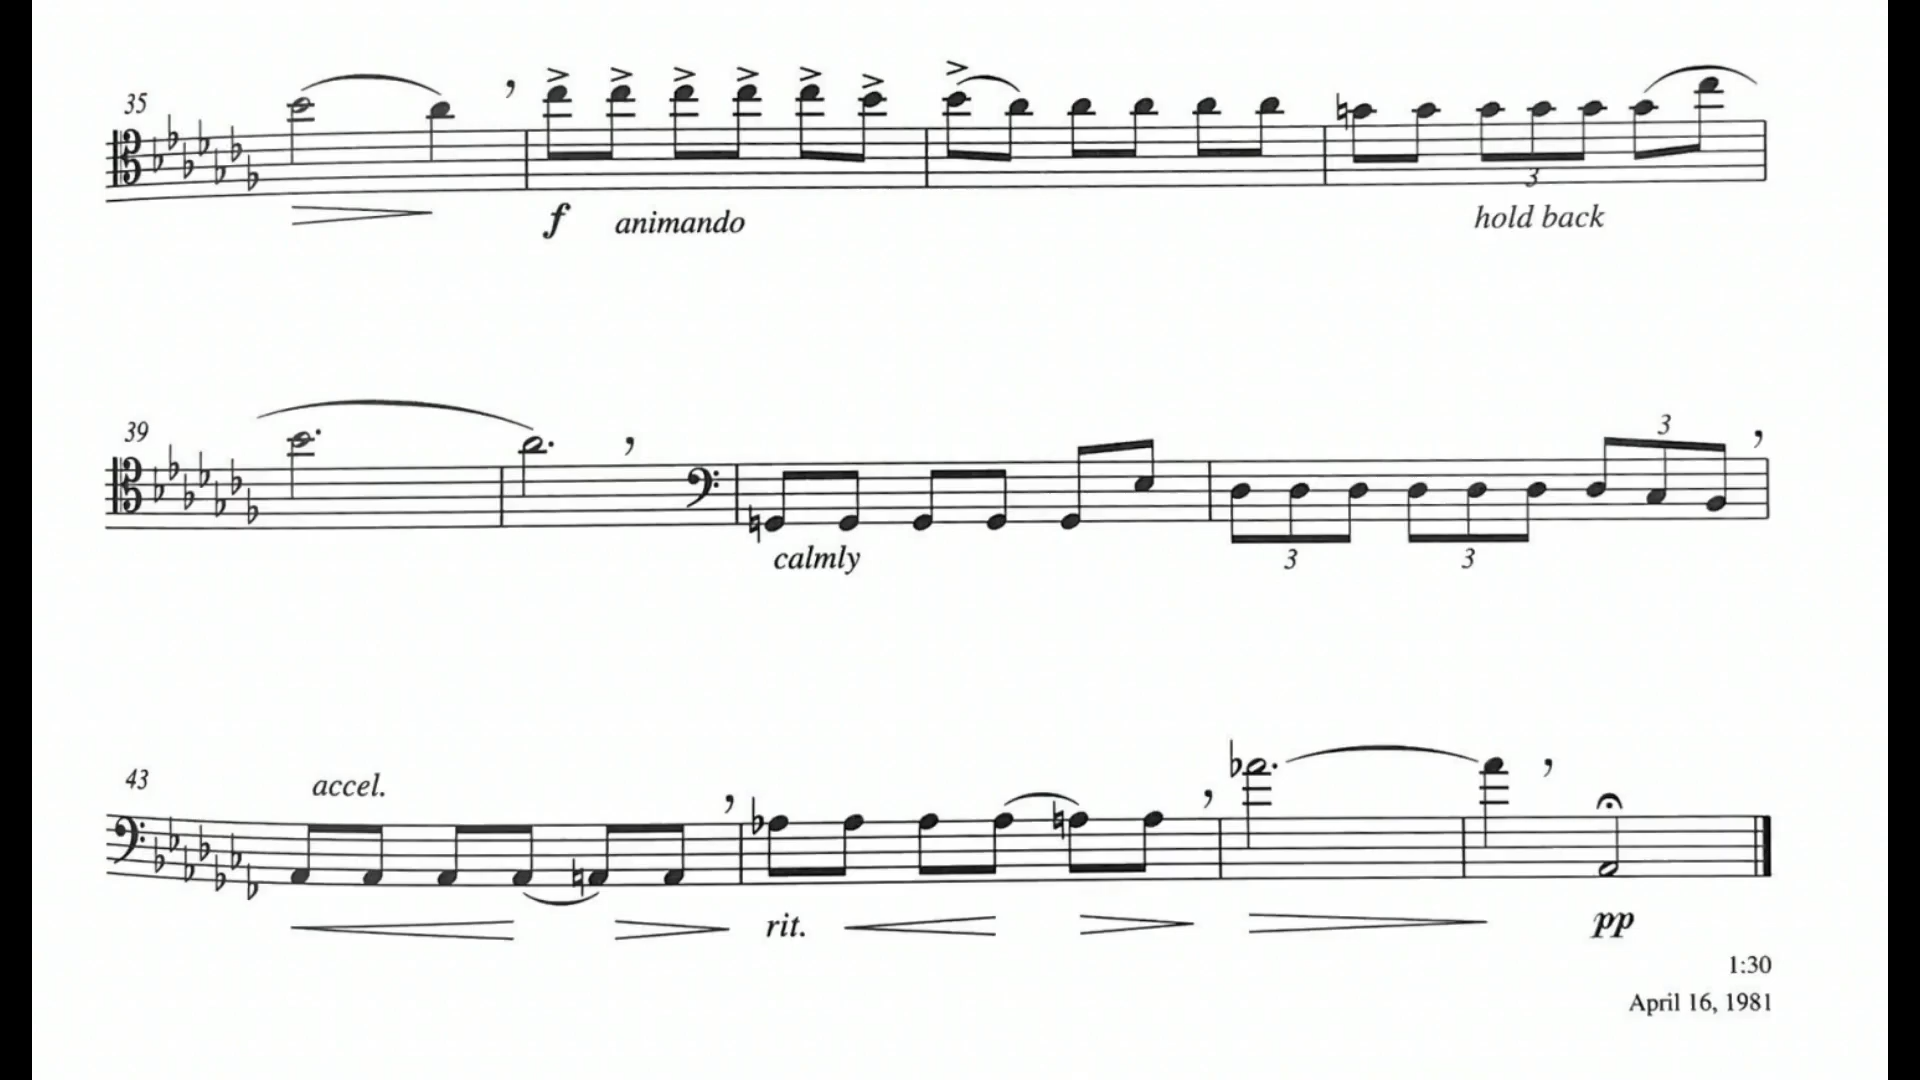 35
f animando
3
hold back
39
3
calmly
3 3
43
accel.
rit.
pp
1:30
April 16, 1981